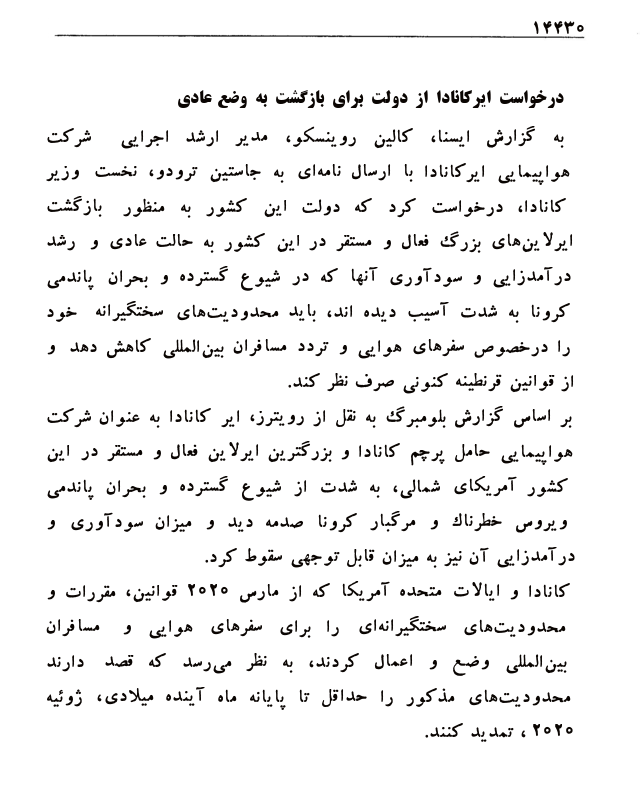 ۱۴۴۳۰
درخواست ایرکانادا از دولت برای بازگشت به وضع عادی
به گزارش ایسنا، کالین روینسکو، مدیر ارشد اجرایی شرکت
هواپیمایی ایرکانادا با ارسال نامه‌ای به جاستین ترودو، نخست وزیر
کانادا، درخواست کرد که دولت این کشور به منظور بازگشت
ایرلاین‌های بزرگ فعال و مستقر در این کشور به حالت عادی و رشد
درآمدزایی و سودآوری آنها که در شیوع گسترده و بحران پاندمی
کرونا به شدت آسیب دیده اند، باید محدودیت‌های سختگیرانه خود
را درخصوص سفرهای هوایی و تردد مسافران بین‌المللی کاهش دهد و
از قوانین قرنطینه کنونی صرف نظر کند.
بر اساس گزارش بلومبرگ به نقل از رویترز، ایر کانادا به عنوان شرکت
هواپیمایی حامل پرچم کانادا و بزرگترین ایرلاین فعال و مستقر در این
کشور آمریکای شمالی، به شدت از شیوع گسترده و بحران پاندمی
ویروس خطرناك و مرگبار کرونا صدمه دید و میزان سودآوری و
درآمدزایی آن نیز به میزان قابل توجهی سقوط کرد.
کانادا و ایالات متحده آمریکا که از مارس ۲۰۲۰ قوانین، مقررات و
محدودیت‌های سختگیرانه‌ای را برای سفرهای هوایی و مسافران
بین‌المللی وضع و اعمال کردند، به نظر می‌رسد که قصد دارند
محدودیت‌های مذکور را حداقل تا پایانه ماه آینده میلادی، ژوئیه
۲۰۲۰ ، تمدید کنند.